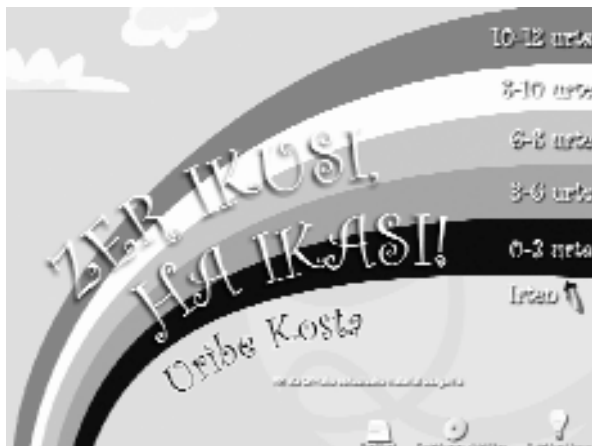 10-12 urte
8-10 urte
6-8 urte
3-6 urte
0-3 urte
Irten
ZER IKUSI,
HA IKASI!
Uribe Kosta